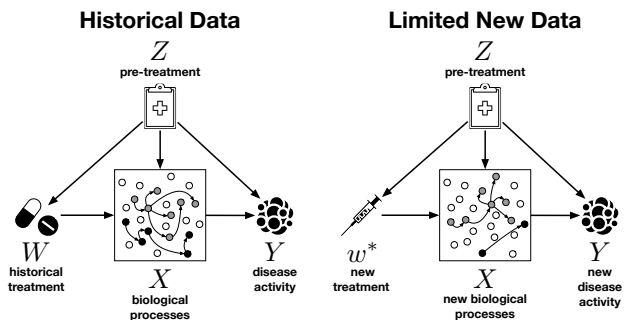 Historical Data
Z
pre-treatment
W
historical
treatment
X
biological
processes
Y
disease
activity
Limited New Data
Z
pre-treatment
w*
new
treatment
X
new biological
processes
Y
new
disease
activity